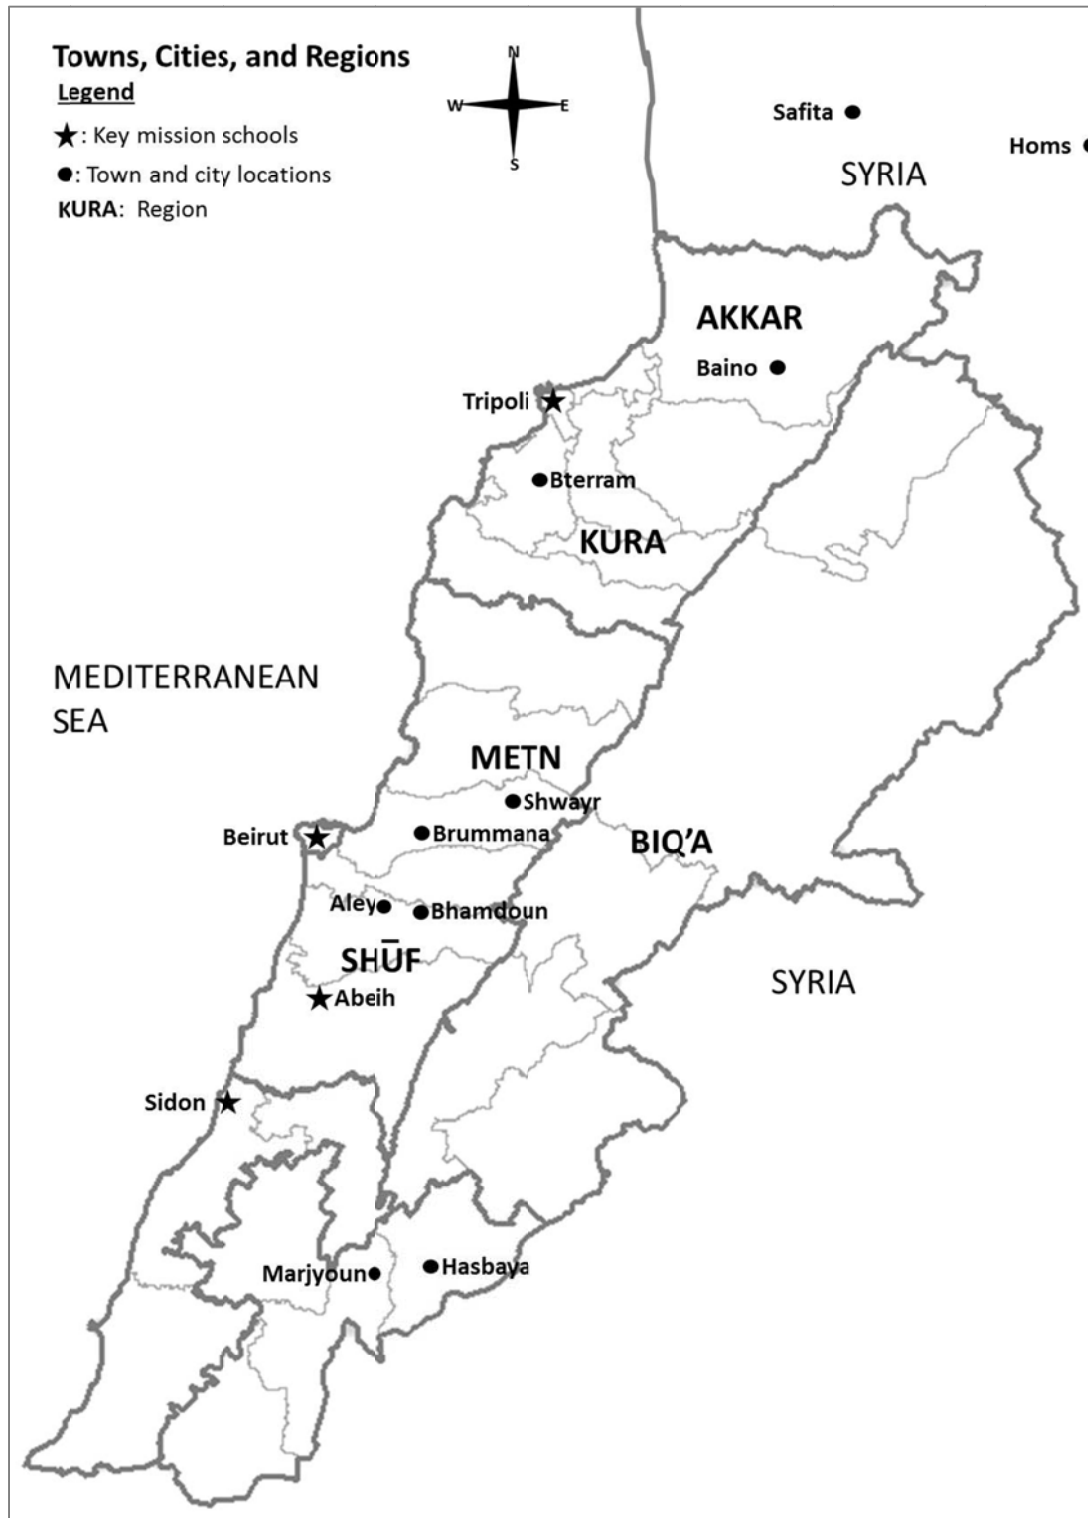 Towns, Cities, and Regions
Legend
★: Key mission schools
●: Town and city locations
KURA: Region
N
W
E
S
Safita
Homs
SYRIA
AKKAR
Baino
Tripoli
Bterram
KURA
MEDITERRANEAN
SEA
METN
Shwayr
Beirut
Brummana
BIQ'A
Aley
Bhamdoun
SHŪF
SYRIA
Abeih
Sidon
Marjyoun
Hasbaya